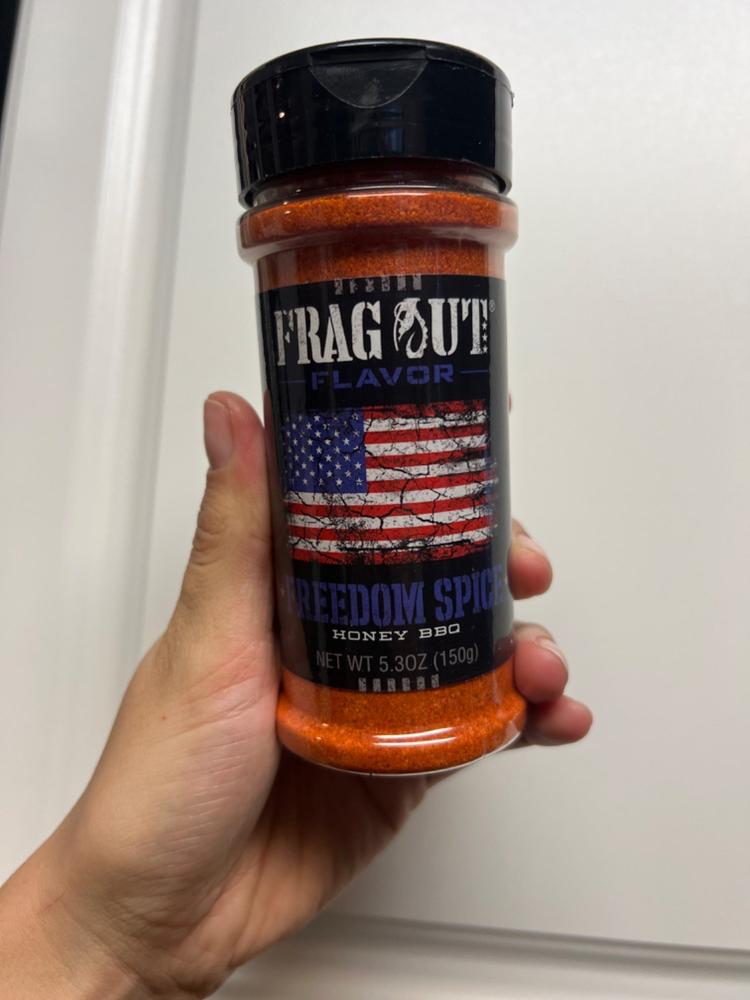 FRAG OUT®
FLAVOR
FREEDOM SPICE
HONEY BBQ
NET WT 5.3OZ (150g)